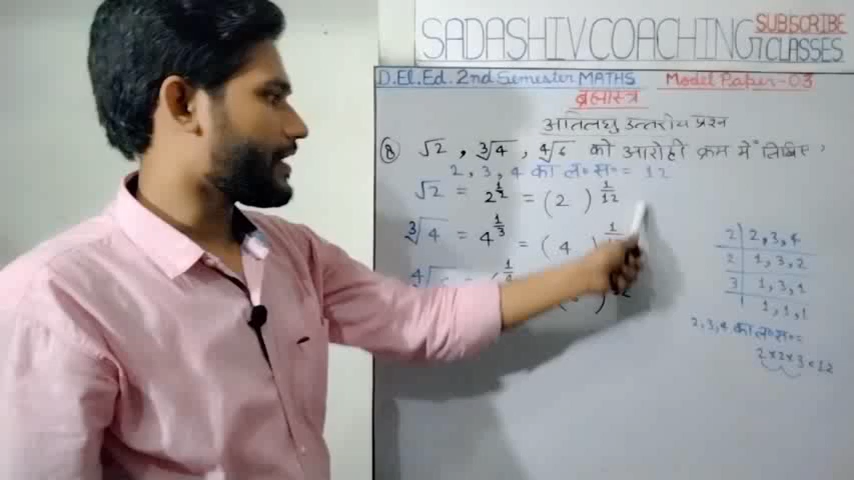 SADASHIV COACHING CLASSES
SUBSCRIBE
D.El.Ed. 2nd Semester MATHS Model Paper-03
ब्रह्मास्त्र
अतिलघु उत्तरीय प्रश्न
8 √2, ∛4, ∜6 को आरोही क्रम में लिखिए,
2, 3, 4 का ल०स० = 12
√2 = 2^(1/2) = (2 )^(1/12)
∛4 = 4^(1/3) = (4 )
2 | 2, 3, 4
2 | 1, 3, 2
3 | 1, 3, 1
1, 1, 1
2, 3, 4 का ल०स० =
2×2×3=12